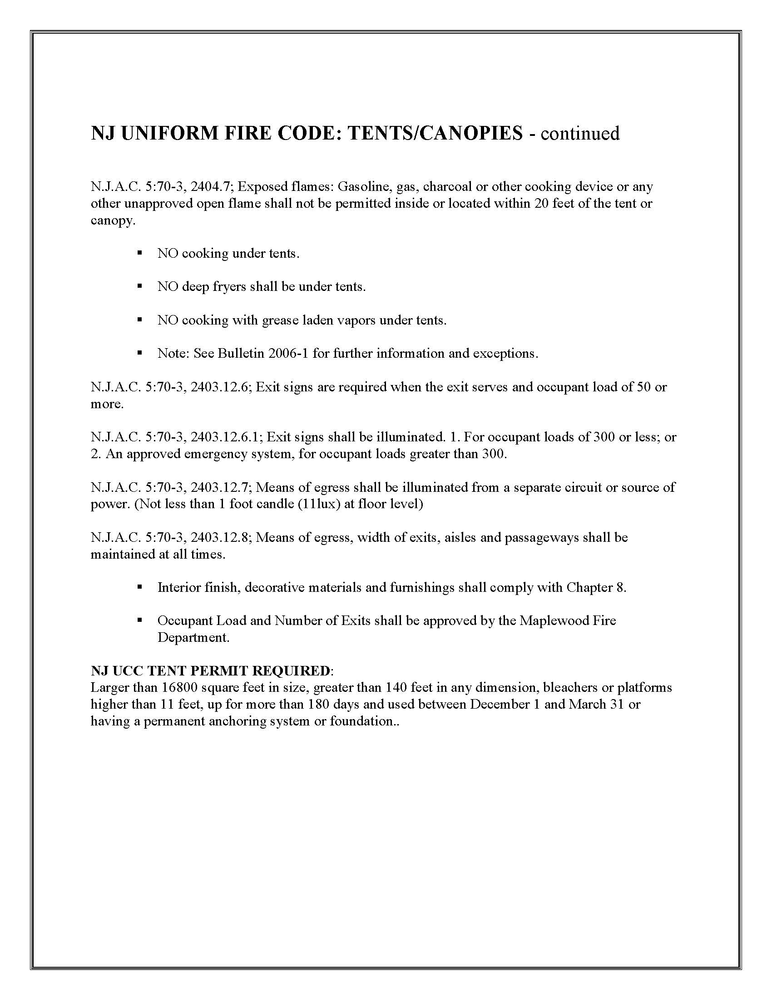 NJ UNIFORM FIRE CODE: TENTS/CANOPIES - continued
N.J.A.C. 5:70-3, 2404.7; Exposed flames: Gasoline, gas, charcoal or other cooking device or any
other unapproved open flame shall not be permitted inside or located within 20 feet of the tent or
canopy.
▪ NO cooking under tents.
▪ NO deep fryers shall be under tents.
▪ NO cooking with grease laden vapors under tents.
▪ Note: See Bulletin 2006-1 for further information and exceptions.
N.J.A.C. 5:70-3, 2403.12.6; Exit signs are required when the exit serves and occupant load of 50 or
more.
N.J.A.C. 5:70-3, 2403.12.6.1; Exit signs shall be illuminated. 1. For occupant loads of 300 or less; or
2. An approved emergency system, for occupant loads greater than 300.
N.J.A.C. 5:70-3, 2403.12.7; Means of egress shall be illuminated from a separate circuit or source of
power. (Not less than 1 foot candle (11lux) at floor level)
N.J.A.C. 5:70-3, 2403.12.8; Means of egress, width of exits, aisles and passageways shall be
maintained at all times.
▪ Interior finish, decorative materials and furnishings shall comply with Chapter 8.
▪ Occupant Load and Number of Exits shall be approved by the Maplewood Fire
Department.
NJ UCC TENT PERMIT REQUIRED:
Larger than 16800 square feet in size, greater than 140 feet in any dimension, bleachers or platforms
higher than 11 feet, up for more than 180 days and used between December 1 and March 31 or
having a permanent anchoring system or foundation..